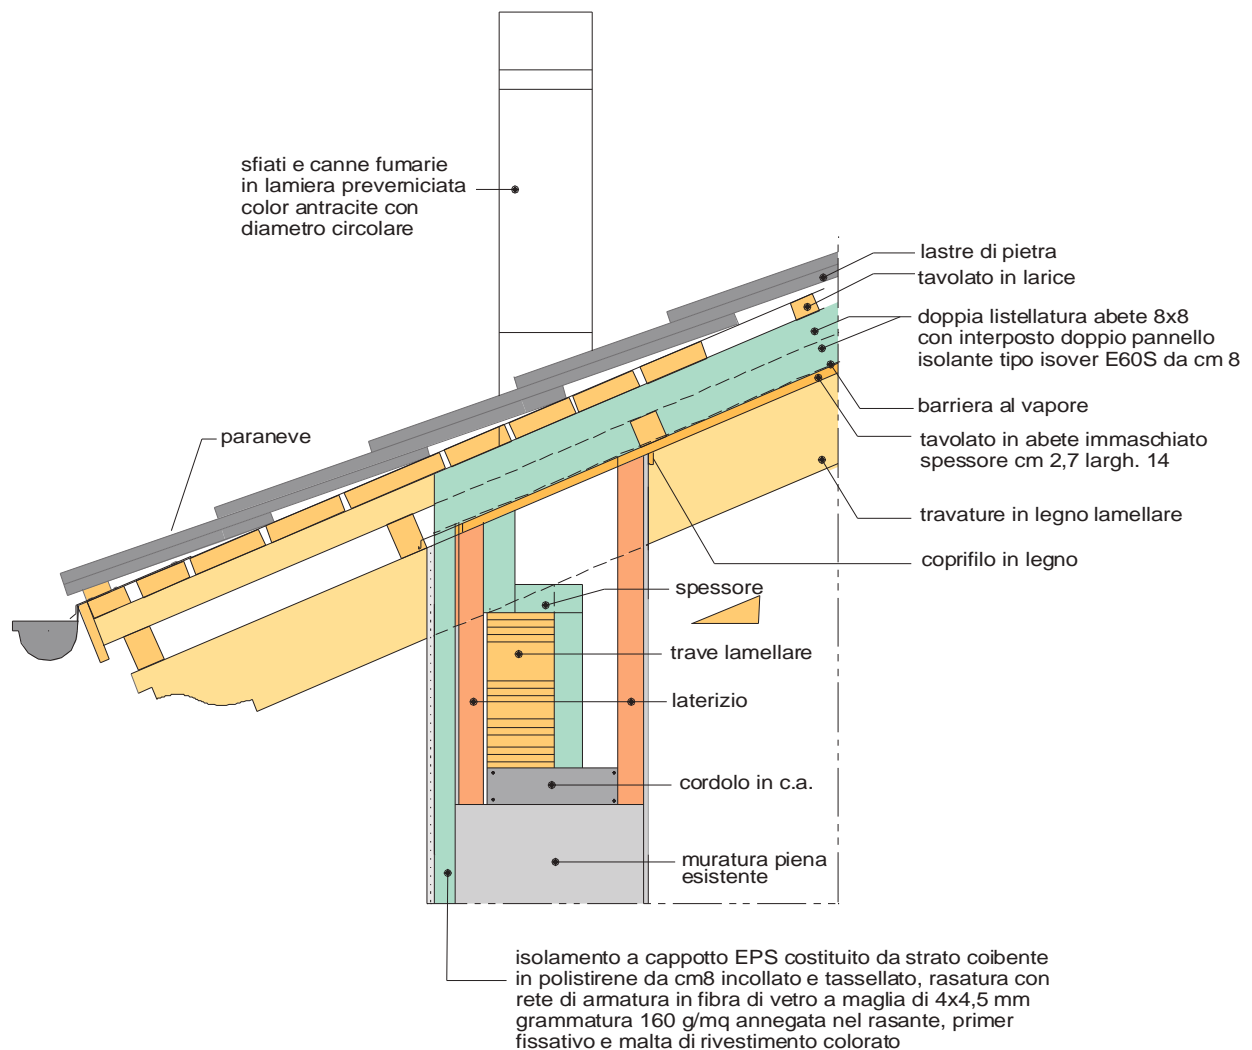 sfiati e canne fumarie
in lamiera preverniciata
color antracite con
diametro circolare
lastre di pietra
tavolato in larice
doppia listellatura abete 8x8
con interposto doppio pannello
isolante tipo isover E60S da cm 8
barriera al vapore
paraneve
tavolato in abete immaschiato
spessore cm 2,7 largh. 14
travature in legno lamellare
coprifilo in legno
spessore
trave lamellare
laterizio
cordolo in c.a.
muratura piena
esistente
isolamento a cappotto EPS costituito da strato coibente
in polistirene da cm8 incollato e tassellato, rasatura con
rete di armatura in fibra di vetro a maglia di 4x4,5 mm
grammatura 160 g/mq annegata nel rasante, primer
fissativo e malta di rivestimento colorato